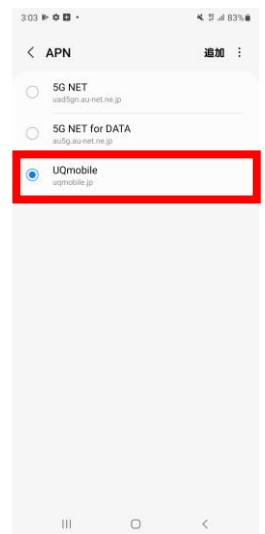 3:03
83%
APN
追加
5G NET
uad5gn.au-net.ne.jp
5G NET for DATA
au5g.au-net.ne.jp
UQmobile
uqmobile.jp